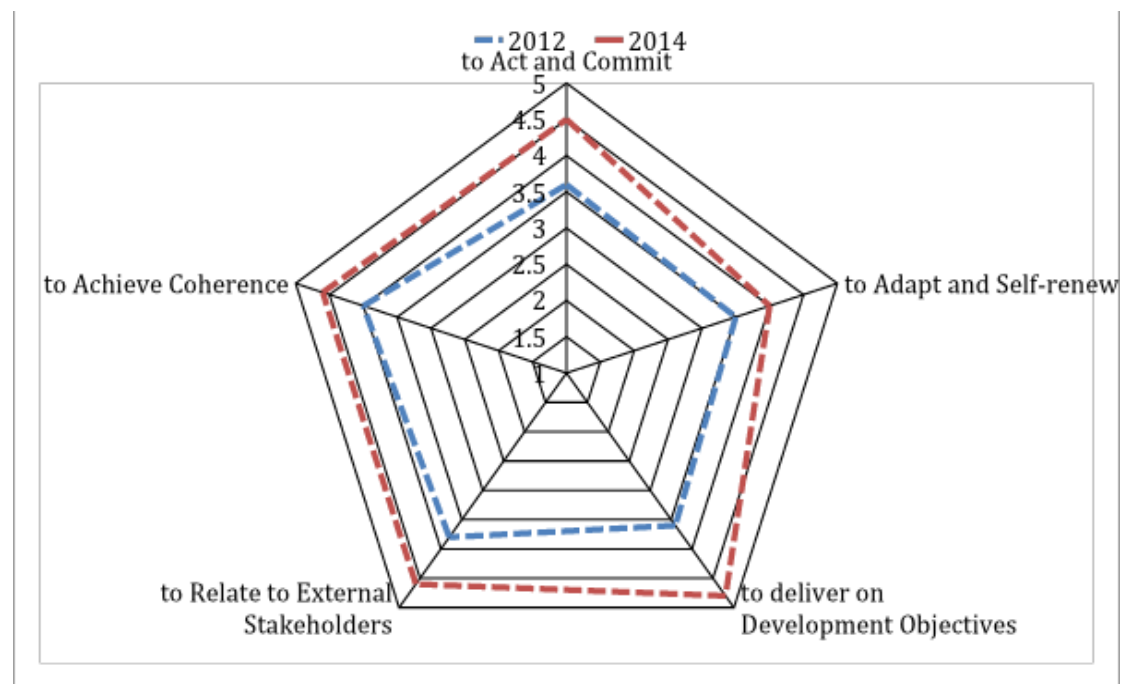 2012 2014
to Act and Commit
5
4.5
4
3.5
3
2.5
2
1.5
1
to Achieve Coherence
to Adapt and Self-renew
to Relate to External
Stakeholders
to deliver on
Development Objectives